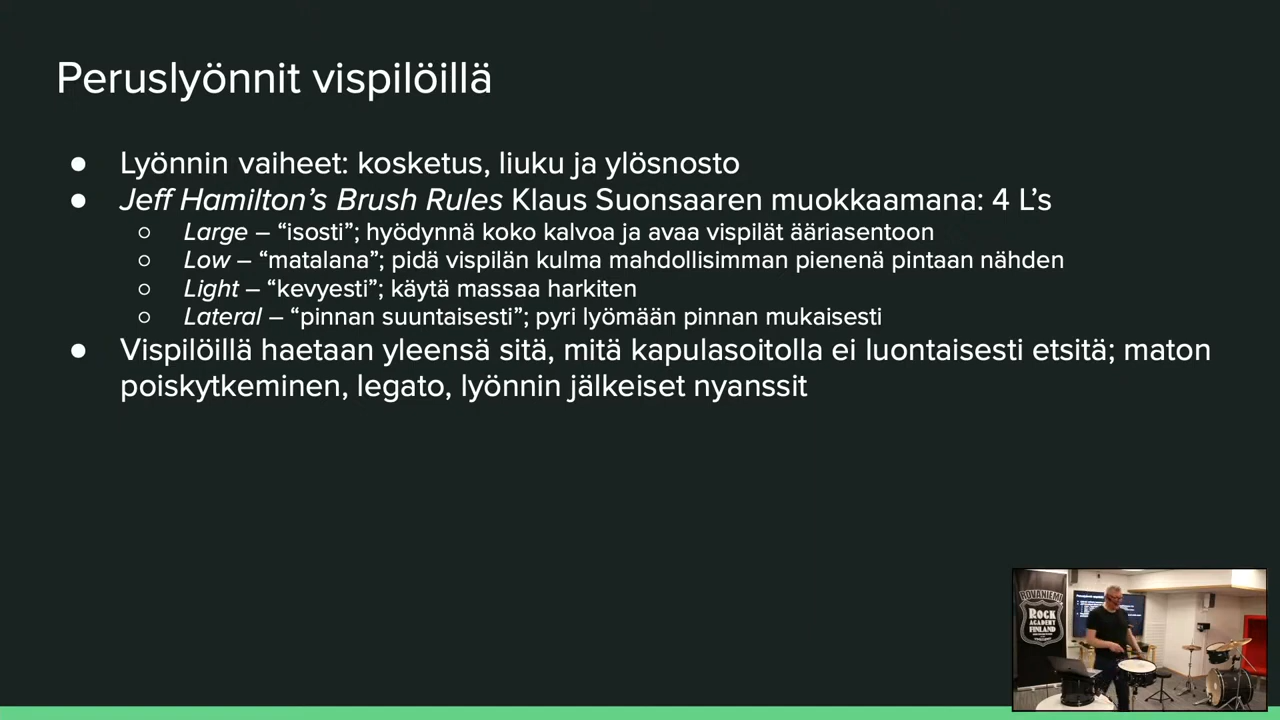 Peruslyönnit vispilöillä
● Lyönnin vaiheet: kosketus, liuku ja ylösnosto
● Jeff Hamilton’s Brush Rules Klaus Suonsaaren muokkaamana: 4 L’s
○ Large – “isosti”; hyödynnä koko kalvoa ja avaa vispilät ääriasentoon
○ Low – “matalana”; pidä vispilän kulma mahdollisimman pienenä pintaan nähden
○ Light – “kevyesti”; käytä massaa harkiten
○ Lateral – “pinnan suuntaisesti”; pyri lyömään pinnan mukaisesti
● Vispilöillä haetaan yleensä sitä, mitä kapulasoitolla ei luontaisesti etsitä; maton
poiskytkeminen, legato, lyönnin jälkeiset nyanssit
ROVANIEMI
ROCK
ACADEMY
FINLAND